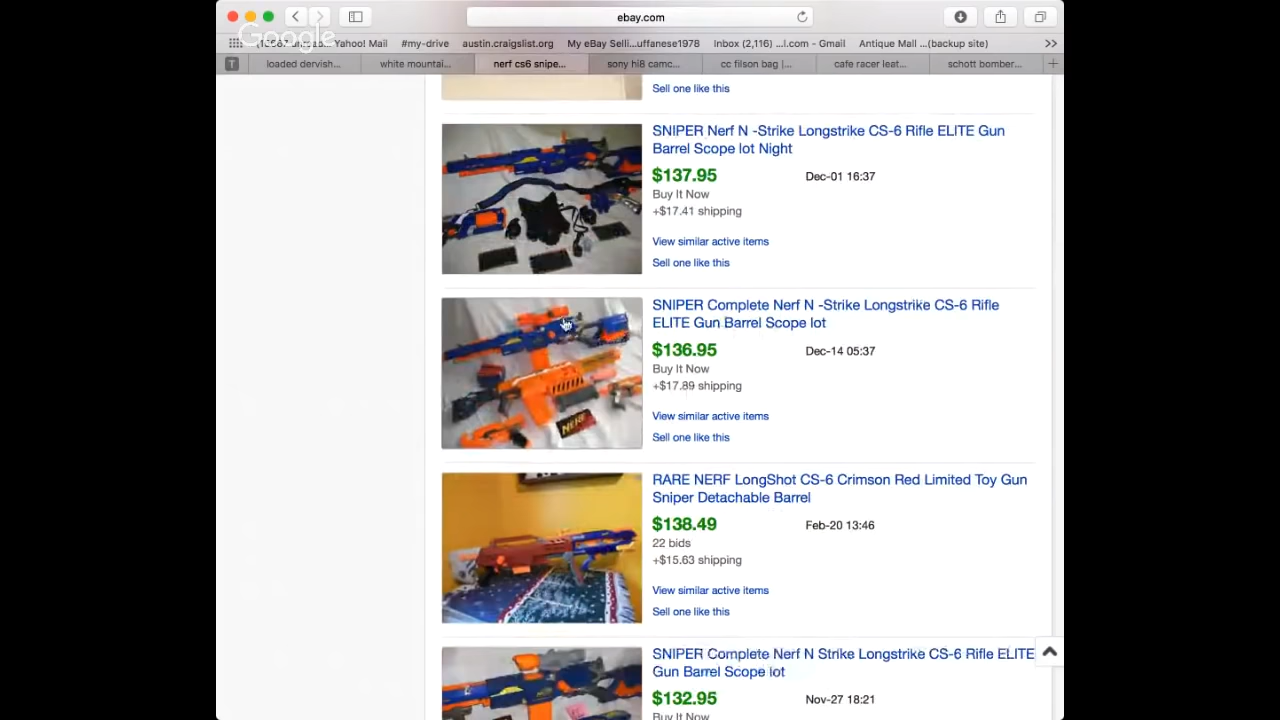 ebay.com
Google
Yahoo! Mail
#my-drive
austin.craigslist.org
My eBay Selli...uffanese1978
Inbox (2,116) ...l.com - Gmail
Antique Mall ...(backup site)
T
loaded dervish...
white mountai...
nerf cs6 snipe...
sony hi8 camc...
cc filson bag |...
cafe racer leat...
schott bomber...
Sell one like this
SNIPER Nerf N -Strike Longstrike CS-6 Rifle ELITE Gun
Barrel Scope lot Night
$137.95
Dec-01 16:37
Buy It Now
+$17.41 shipping
View similar active items
Sell one like this
SNIPER Complete Nerf N -Strike Longstrike CS-6 Rifle
ELITE Gun Barrel Scope lot
$136.95
Dec-14 05:37
Buy It Now
+$17.89 shipping
View similar active items
Sell one like this
NERF
RARE NERF LongShot CS-6 Crimson Red Limited Toy Gun
Sniper Detachable Barrel
$138.49
Feb-20 13:46
22 bids
+$15.63 shipping
View similar active items
Sell one like this
SNIPER Complete Nerf N Strike Longstrike CS-6 Rifle ELITE
Gun Barrel Scope lot
$132.95
Nov-27 18:21
Buy It Now